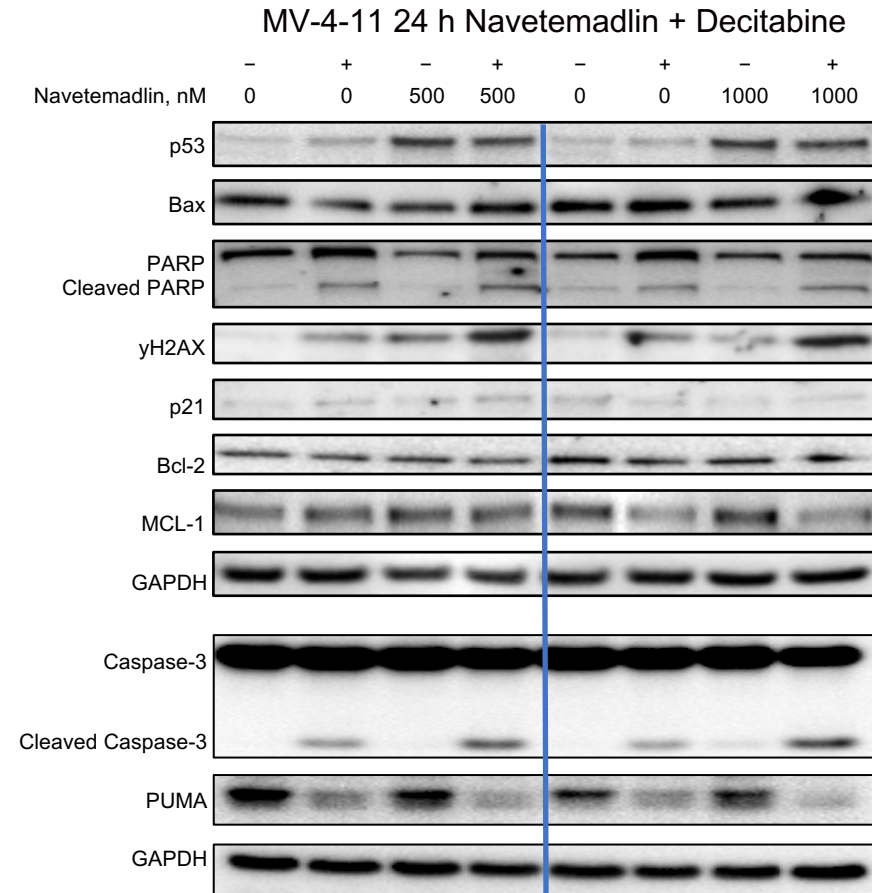 MV-4-11 24 h Navetemadlin + Decitabine
− + − + − + − +
Navetemadlin, nM 0 0 500 500 0 0 1000 1000
p53
Bax
PARP
Cleaved PARP
yH2AX
p21
Bcl-2
MCL-1
GAPDH
Caspase-3
Cleaved Caspase-3
PUMA
GAPDH